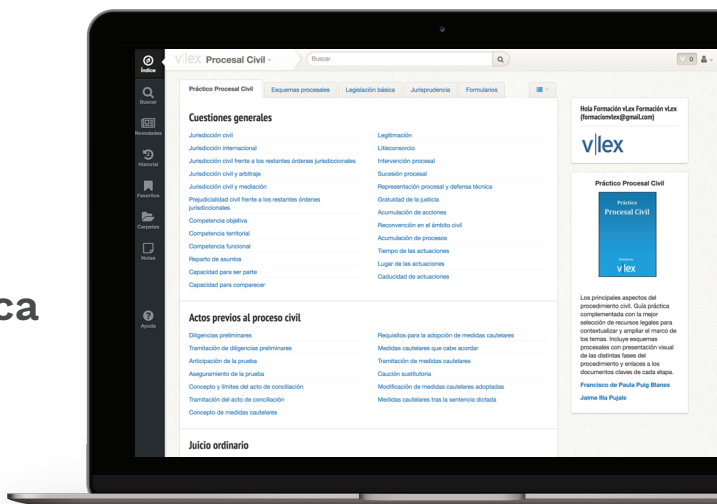 ca
Índice
Buscar
Novedades
Historial
Favoritos
Carpetas
Notas
Ayuda
vlex Procesal Civil
Buscar
0
Práctico Procesal Civil
Esquemas procesales
Legislación básica
Jurisprudencia
Formularios
Cuestiones generales
Jurisdicción civil
Jurisdicción internacional
Jurisdicción civil frente a los restantes órdenes jurisdiccionales
Jurisdicción civil y arbitraje
Jurisdicción civil y mediación
Prejudicialidad civil frente a los restantes órdenes
jurisdiccionales
Competencia objetiva
Competencia territorial
Competencia funcional
Reparto de asuntos
Capacidad para ser parte
Capacidad para comparecer
Legitimación
Litisconsorcio
Intervención procesal
Sucesión procesal
Representación procesal y defensa técnica
Gratuidad de la justicia
Acumulación de acciones
Reconvención en el ámbito civil
Acumulación de procesos
Tiempo de las actuaciones
Lugar de las actuaciones
Caducidad de actuaciones
Actos previos al proceso civil
Diligencias preliminares
Tramitación de diligencias preliminares
Anticipación de la prueba
Aseguramiento de la prueba
Concepto y límites del acto de conciliación
Tramitación del acto de conciliación
Concepto de medidas cautelares
Requisitos para la adopción de medidas cautelares
Medidas cautelares que cabe acordar
Tramitación de medidas cautelares
Caución sustitutoria
Modificación de medidas cautelares adoptadas
Medidas cautelares tras la sentencia dictada
Juicio ordinario
Hola Formación vLex Formación vLex
(formacionvlex@gmail.com)
v|lex
Práctico Procesal Civil
Práctico
Procesal Civil
v lex
Los principales aspectos del
procedimiento civil. Guía práctica
complementada con la mejor
selección de recursos legales para
contextualizar y ampliar el marco de
los temas. Incluye esquemas
procesales con presentación visual
de las distintas fases del
procedimiento y enlaces a los
documentos claves de cada etapa.
Francisco de Paula Puig Blanes
Jaime Illa Pujals